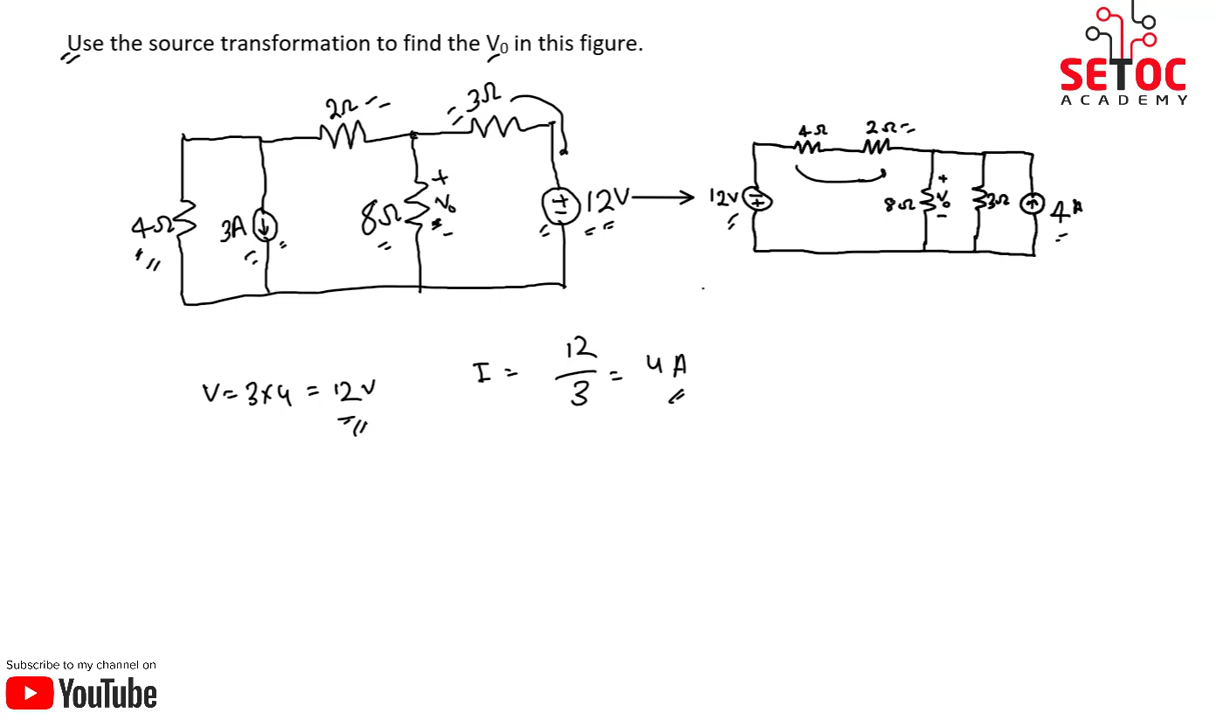 Use the source transformation to find the V₀ in this figure.
SETOC
ACADEMY
2Ω
3Ω
4Ω
3A
8Ω
+
V₀
-
+
-
12V
4Ω
2Ω
12V
+
-
8Ω
+
V₀
-
3Ω
4A
V = 3×4 = 12V
I = 12/3 = 4A
Subscribe to my channel on
YouTube